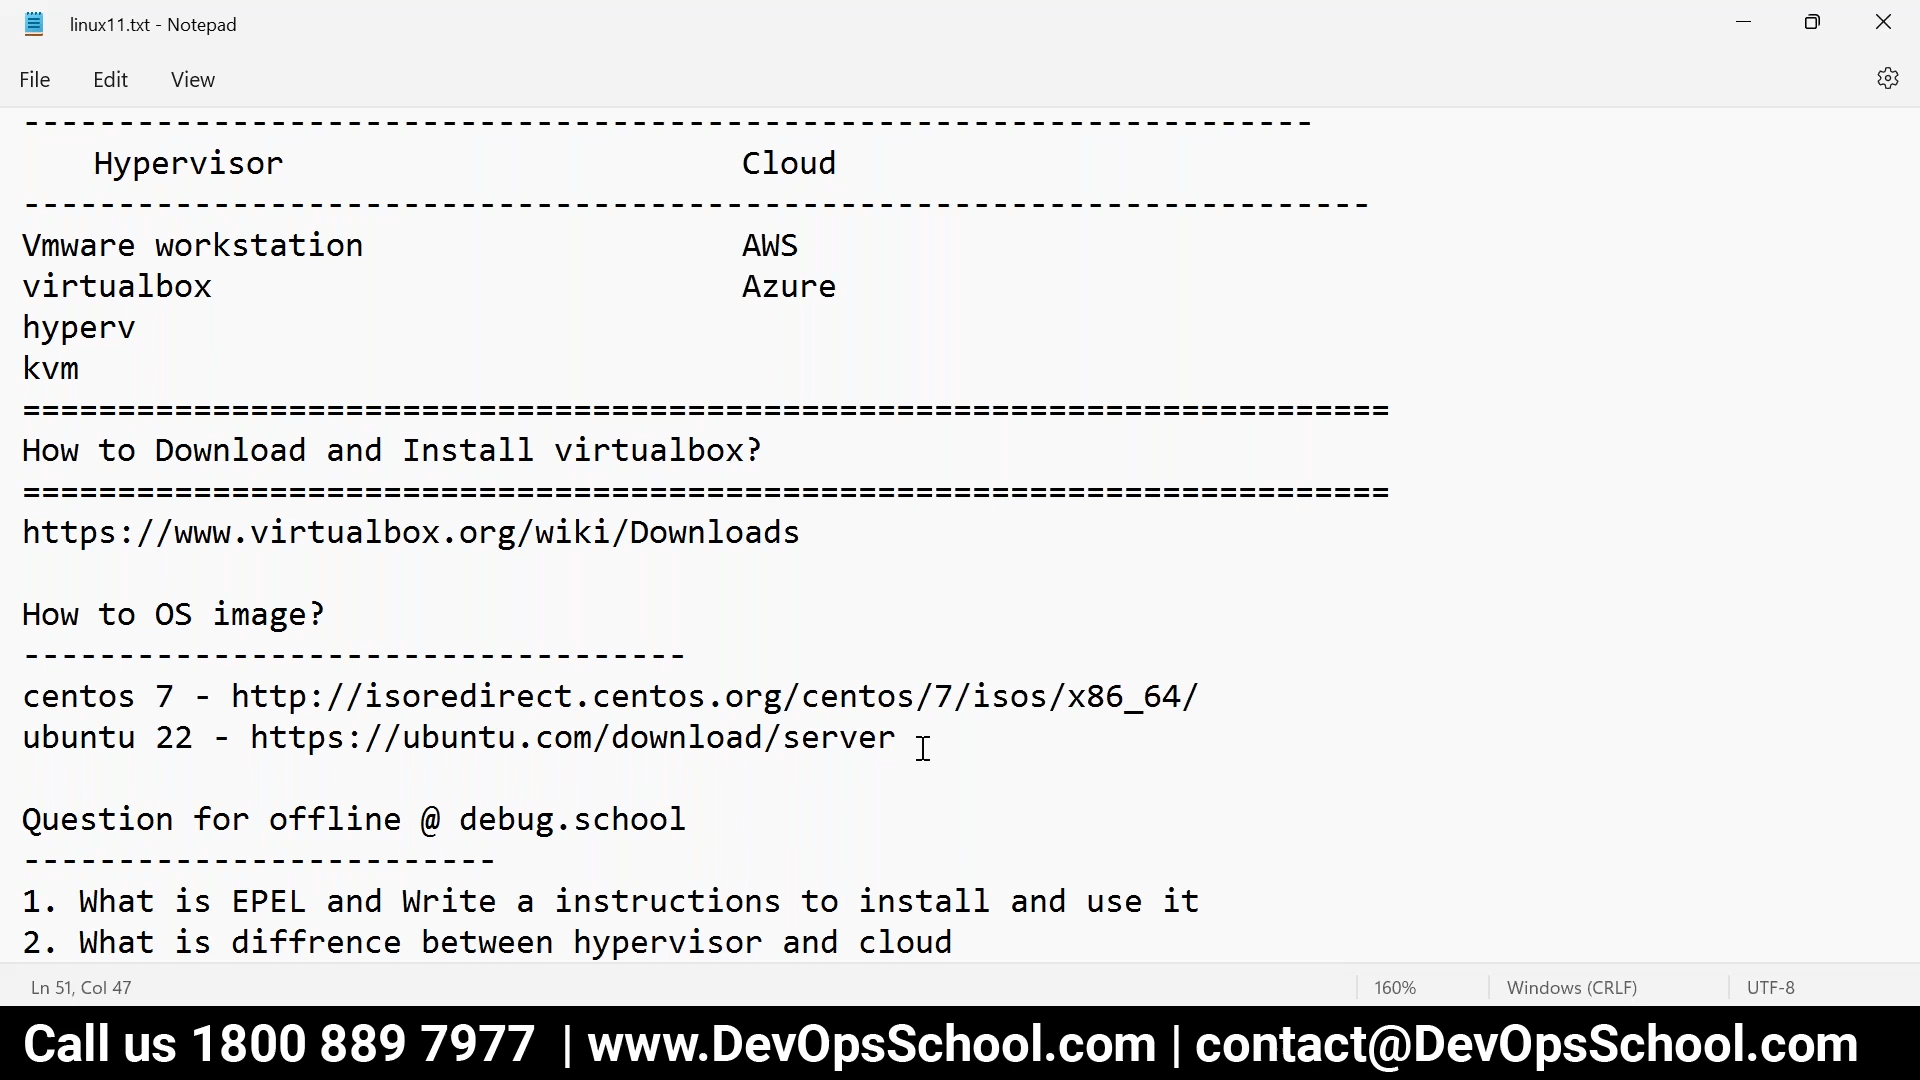 linux11.txt - Notepad
File Edit View
---------------------------------------------------------------------
Hypervisor Cloud
------------------------------------------------------------------------
Vmware workstation AWS
virtualbox Azure
hyperv
kvm
========================================================================
How to Download and Install virtualbox?
========================================================================
https://www.virtualbox.org/wiki/Downloads
How to OS image?
-----------------------------------
centos 7 - http://isoredirect.centos.org/centos/7/isos/x86_64/
ubuntu 22 - https://ubuntu.com/download/server
Question for offline @ debug.school
-------------------------
1. What is EPEL and Write a instructions to install and use it
2. What is diffrence between hypervisor and cloud
Ln 51, Col 47 160% Windows (CRLF) UTF-8
Call us 1800 889 7977 | www.DevOpsSchool.com | contact@DevOpsSchool.com